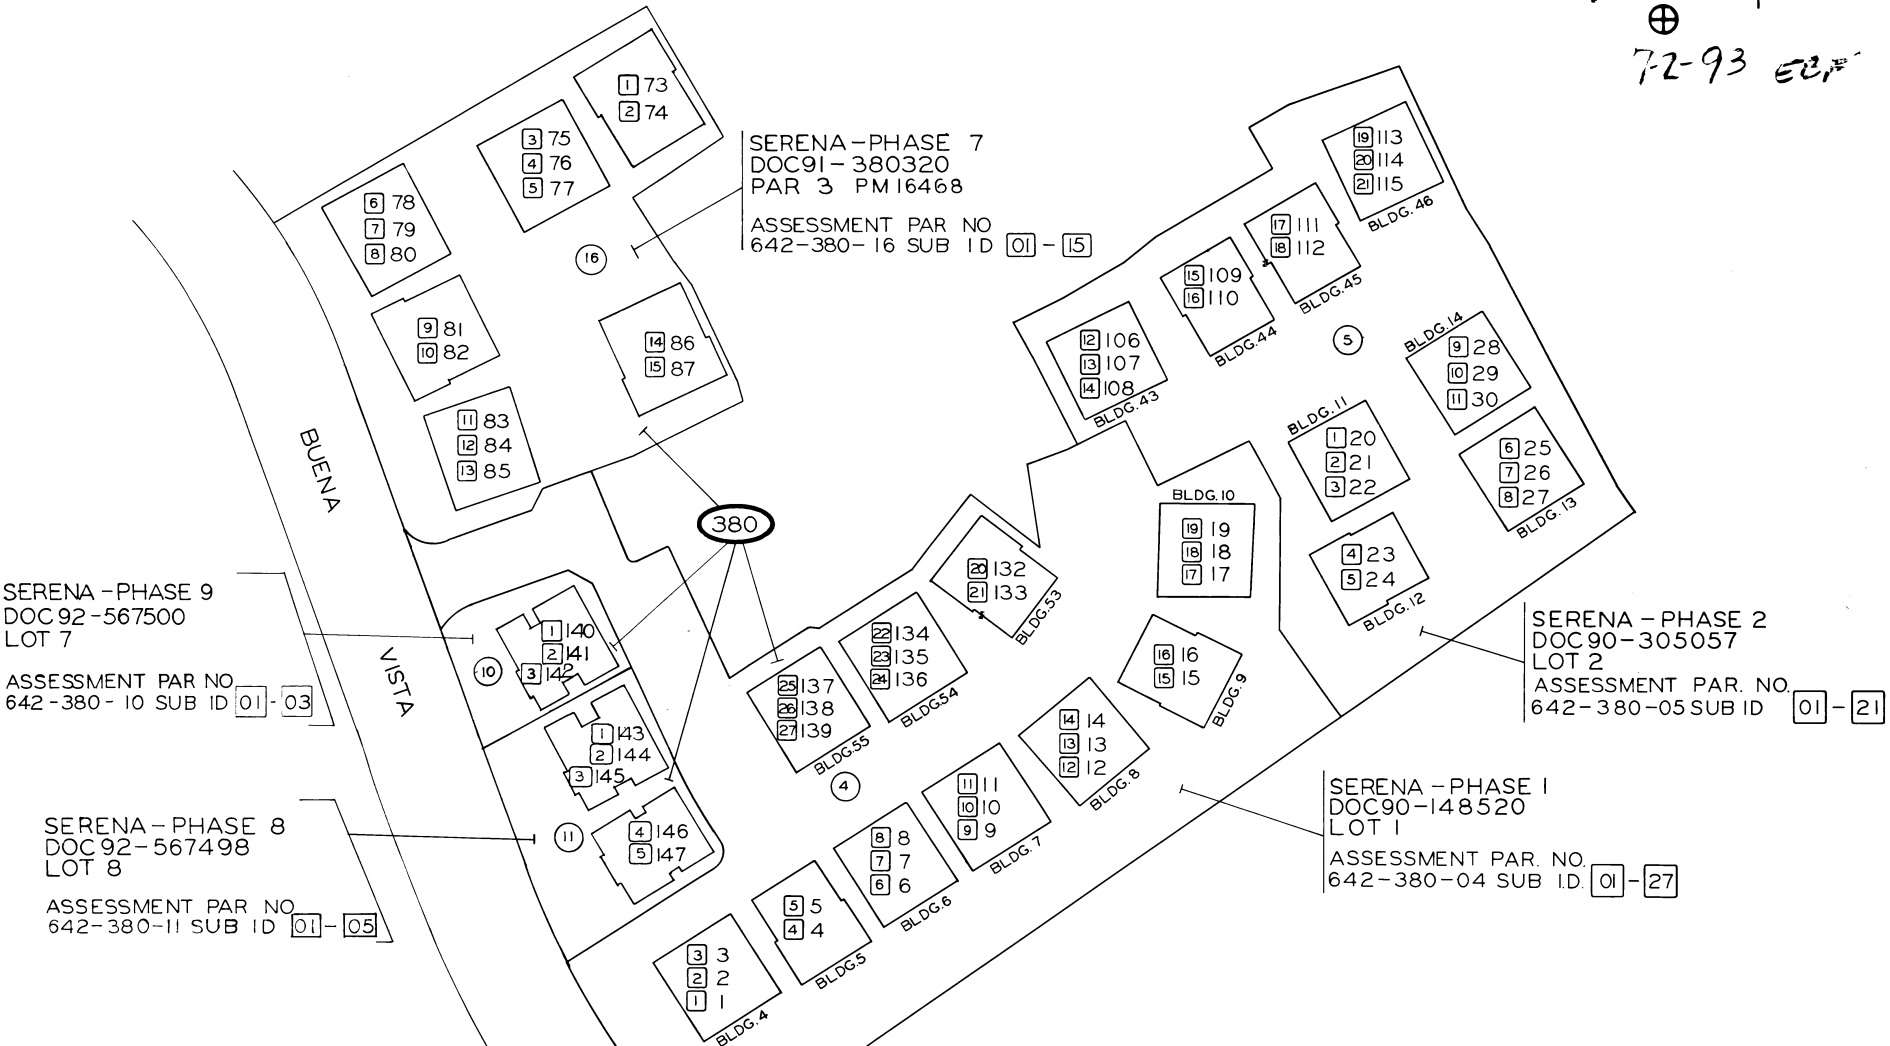 7-2-93
1 73
2 74
3 75
4 76
5 77
6 78
7 79
8 80
9 81
10 82
11 83
12 84
13 85
14 86
15 87
16
SERENA-PHASE 7
DOC91-380320
PAR 3 PM16468
ASSESSMENT PAR NO
642-380-16 SUB ID 01-15
19 113
20 114
21 115
BLDG. 46
17 111
18 112
BLDG.45
15 109
16 110
BLDG.44
12 106
13 107
14 108
BLDG.43
5
BLDG.14
9 28
10 29
11 30
BLDG.11
1 20
2 21
3 22
6 25
7 26
8 27
BLDG.13
4 23
5 24
BLDG.12
BUENA
VISTA
380
BLDG.10
19 19
18 18
17 17
20 132
21 133
BLDG.53
22 134
23 135
24 136
BLDG.54
25 137
26 138
27 139
BLDG.55
16 16
15 15
BLDG.9
14 14
13 13
12 12
BLDG.8
11 11
10 10
9 9
BLDG.7
8 8
7 7
6 6
BLDG.6
5 5
4 4
BLDG.5
3 3
2 2
1 1
BLDG.4
4
SERENA-PHASE 9
DOC92-567500
LOT 7
ASSESSMENT PAR NO
642-380-10 SUB ID 01-03
10
1 140
2 141
3 142
1 143
2 144
3 145
11
4 146
5 147
SERENA-PHASE 8
DOC92-567498
LOT 8
ASSESSMENT PAR NO
642-380-11 SUB ID 01-05
SERENA-PHASE 2
DOC90-305057
LOT 2
ASSESSMENT PAR. NO.
642-380-05 SUB ID 01-21
SERENA-PHASE 1
DOC90-148520
LOT 1
ASSESSMENT PAR. NO.
642-380-04 SUB I.D. 01-27